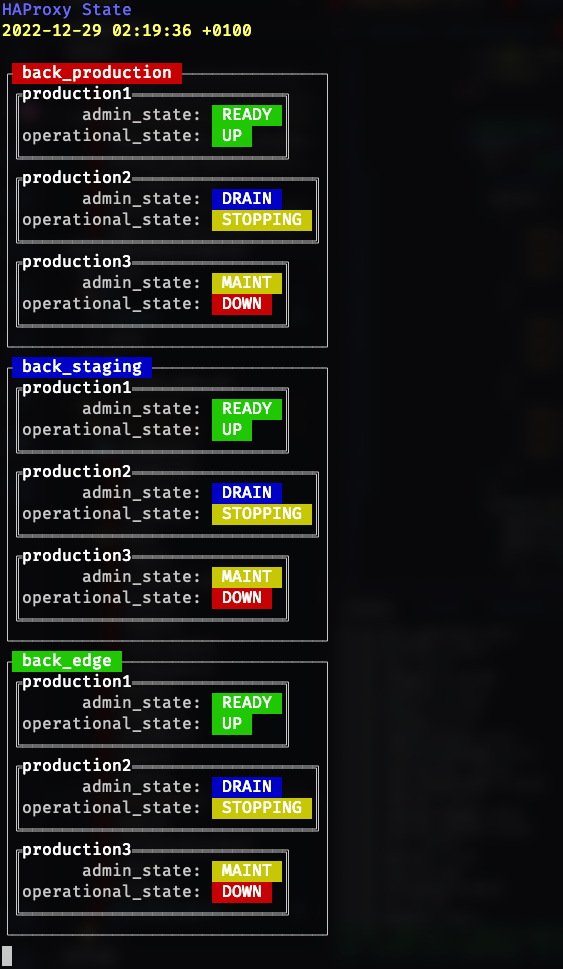 HAProxy State
2022-12-29 02:19:36 +0100
back_production
production1
admin_state: READY
operational_state: UP
production2
admin_state: DRAIN
operational_state: STOPPING
production3
admin_state: MAINT
operational_state: DOWN
back_staging
production1
admin_state: READY
operational_state: UP
production2
admin_state: DRAIN
operational_state: STOPPING
production3
admin_state: MAINT
operational_state: DOWN
back_edge
production1
admin_state: READY
operational_state: UP
production2
admin_state: DRAIN
operational_state: STOPPING
production3
admin_state: MAINT
operational_state: DOWN